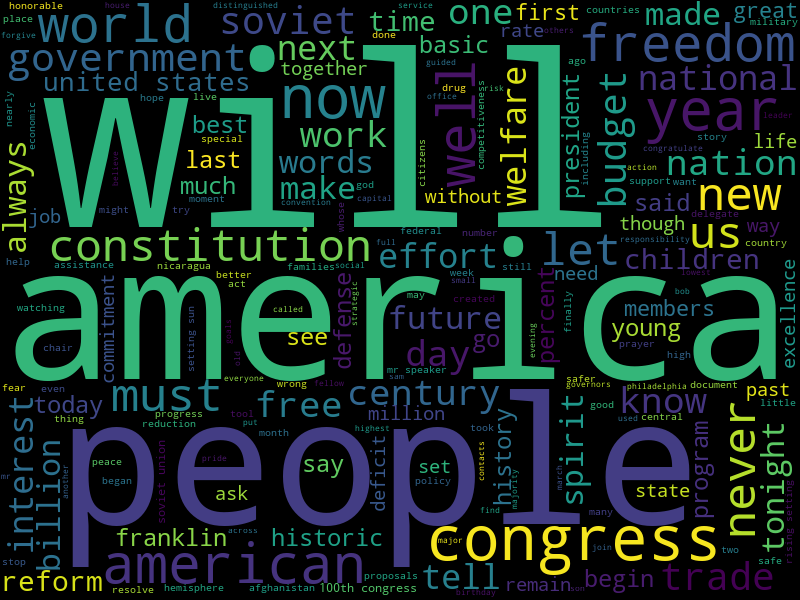 honorable
distinguished
service
countries
military
place
house
others
forgive
world
soviet
time
one
first
made
great
government
next
basic
rate
done
freedom
united states
together
guided
ago
national
nearly
hope
live
now
well
drug
risk
office
competitiveness
welfare
president
budget
year
leader
economic
best
special
work
citizens
including
story
congratulate
life
believe
last
words
action
nation
always
much
god
make
support
want
moment
capital
without
new
job
might
try
convention
whose
said
delegate
will
federal
number
though
us
way
constitution
full
effort
still
let
responsibility
country
help
assistance
nicaragua
families
social
week
need
children
lowest
better
act
may
small
created
percent
finally
members
bob
excellence
commitment
setting sun
america
watching
called
strategic
defense
future
young
chair
goals
old
see
day
go
evening
prayer
high
mr speaker
everyone
sam
safer
governors
philadelphia
document
past
fear
even
wrong
fellow
must
free
century
good
used
central
know
little
today
thing
progress
reduction
tool
put
million
interest
month
highest
took
history
spirit
program
never
tonight
people
billion
another
peace
soviet union
pride
say
deficit
set
contacts
majority
march
state
mr
began
ask
policy
find
many
franklin
across
historic
congress
major
join
two
safe
rising setting
stop
american
proposals
tell
reform
resolve
hemisphere
afghanistan
100th congress
birthday
remain
son
begin
trade